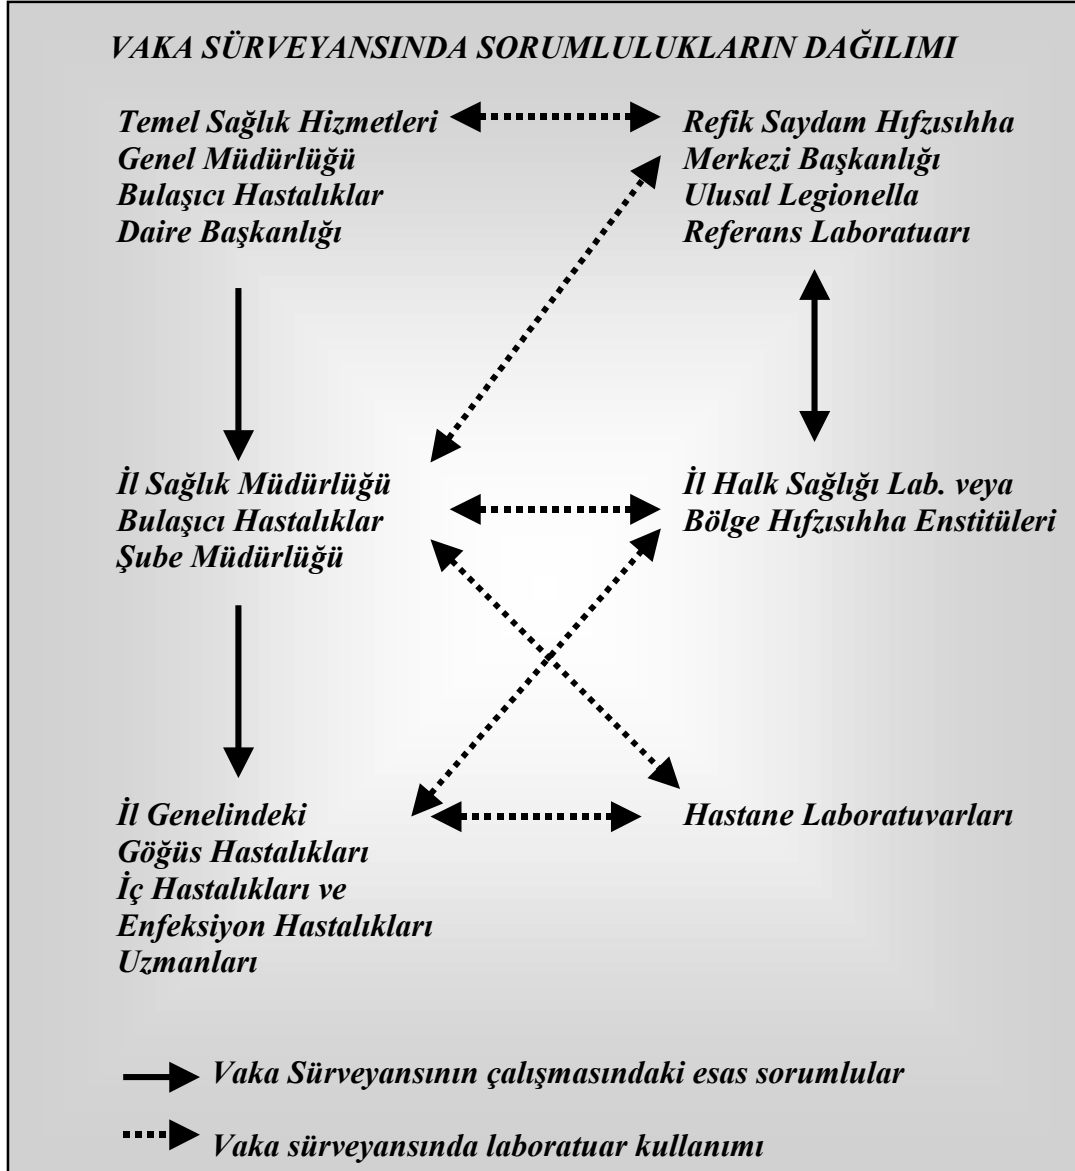 VAKA SÜRVEYANSINDA SORUMLULUKLARIN DAĞILIMI
Temel Sağlık Hizmetleri
Genel Müdürlüğü
Bulaşıcı Hastalıklar
Daire Başkanlığı
Refik Saydam Hıfzısıhha
Merkezi Başkanlığı
Ulusal Legionella
Referans Laboratuarı
İl Sağlık Müdürlüğü
Bulaşıcı Hastalıklar
Şube Müdürlüğü
İl Halk Sağlığı Lab. veya
Bölge Hıfzısıhha Enstitüleri
İl Genelindeki
Göğüs Hastalıkları
İç Hastalıkları ve
Enfeksiyon Hastalıkları
Uzmanları
Hastane Laboratuvarları
Vaka Sürveyansının çalışmasındaki esas sorumlular
Vaka sürveyansında laboratuar kullanımı